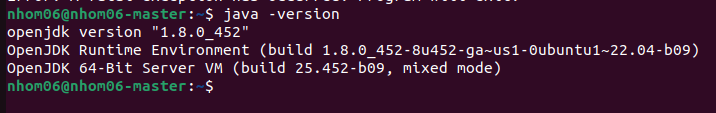 nhom06@nhom06-master:~$ java -version
openjdk version "1.8.0_452"
OpenJDK Runtime Environment (build 1.8.0_452-8u452-ga~us1-0ubuntu1~22.04-b09)
OpenJDK 64-Bit Server VM (build 25.452-b09, mixed mode)
nhom06@nhom06-master:~$